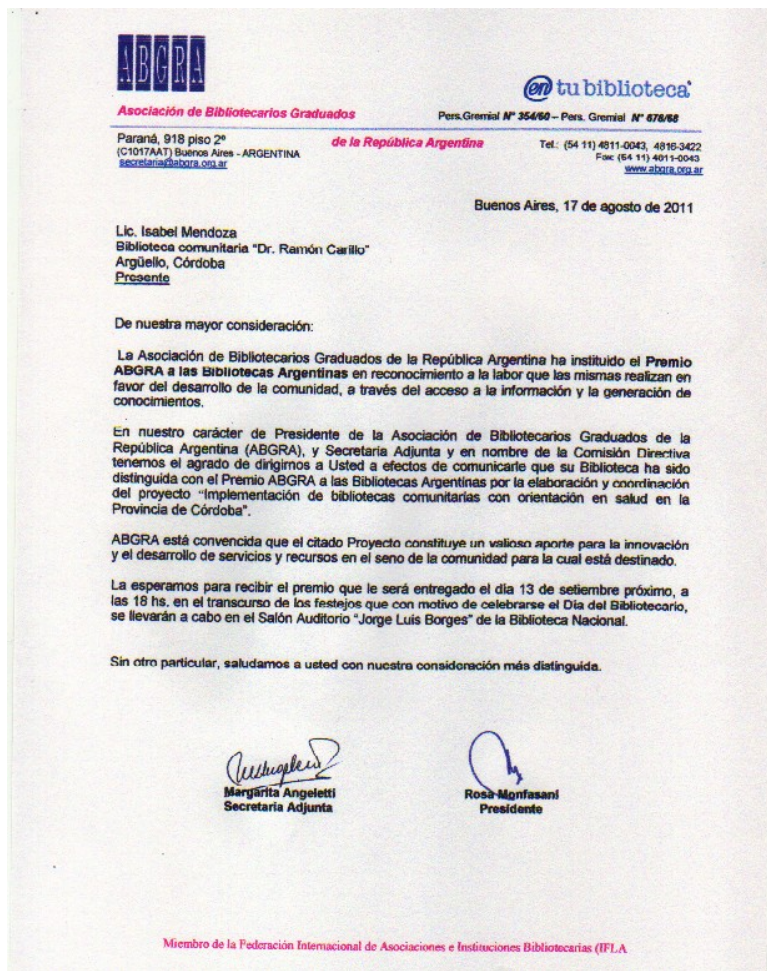 ABGRA
en tu biblioteca
Asociación de Bibliotecarios Graduados
Pers.Gremial N° 354/60 – Pers. Gremial N° 678/68
Paraná, 918 piso 2º
de la República Argentina
Tel.: (54 11) 4811-0043, 4816-3422
(C1017AAT) Buenos Aires - ARGENTINA
Fax: (54 11) 4811-0043
secretaria@abgra.org.ar
www.abgra.org.ar
Buenos Aires, 17 de agosto de 2011
Lic. Isabel Mendoza
Biblioteca comunitaria "Dr. Ramón Carillo"
Argüello, Córdoba
Presente
De nuestra mayor consideración:
La Asociación de Bibliotecarios Graduados de la República Argentina ha instituido el Premio
ABGRA a las Bibliotecas Argentinas en reconocimiento a la labor que las mismas realizan en
favor del desarrollo de la comunidad, a través del acceso a la información y la generación de
conocimientos.
En nuestro carácter de Presidente de la Asociación de Bibliotecarios Graduados de la
República Argentina (ABGRA), y Secretaria Adjunta y en nombre de la Comisión Directiva
tenemos el agrado de dirigirnos a Usted a efectos de comunicarle que su Biblioteca ha sido
distinguida con el Premio ABGRA a las Bibliotecas Argentinas por la elaboración y coordinación
del proyecto "Implementación de bibliotecas comunitarias con orientación en salud en la
Provincia de Córdoba".
ABGRA está convencida que el citado Proyecto constituye un valioso aporte para la innovación
y el desarrollo de servicios y recursos en el seno de la comunidad para la cual está destinado.
La esperamos para recibir el premio que le será entregado el día 13 de setiembre próximo, a
las 18 hs. en el transcurso de los festejos que con motivo de celebrarse el Día del Bibliotecario,
se llevarán a cabo en el Salón Auditorio "Jorge Luis Borges" de la Biblioteca Nacional.
Sin otro particular, saludamos a usted con nuestra consideración más distinguida.
Margarita Angeletti
Secretaria Adjunta
Rosa Monfasani
Presidente
Miembro de la Federación Internacional de Asociaciones e Instituciones Bibliotecarias (IFLA